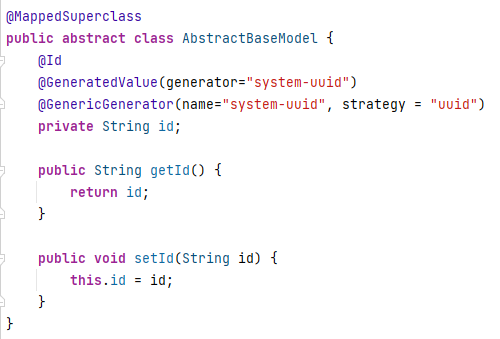 @MappedSuperclass
public abstract class AbstractBaseModel {
    @Id
    @GeneratedValue(generator="system-uuid")
    @GenericGenerator(name="system-uuid", strategy = "uuid")
    private String id;

    public String getId() {
        return id;
    }

    public void setId(String id) {
        this.id = id;
    }
}